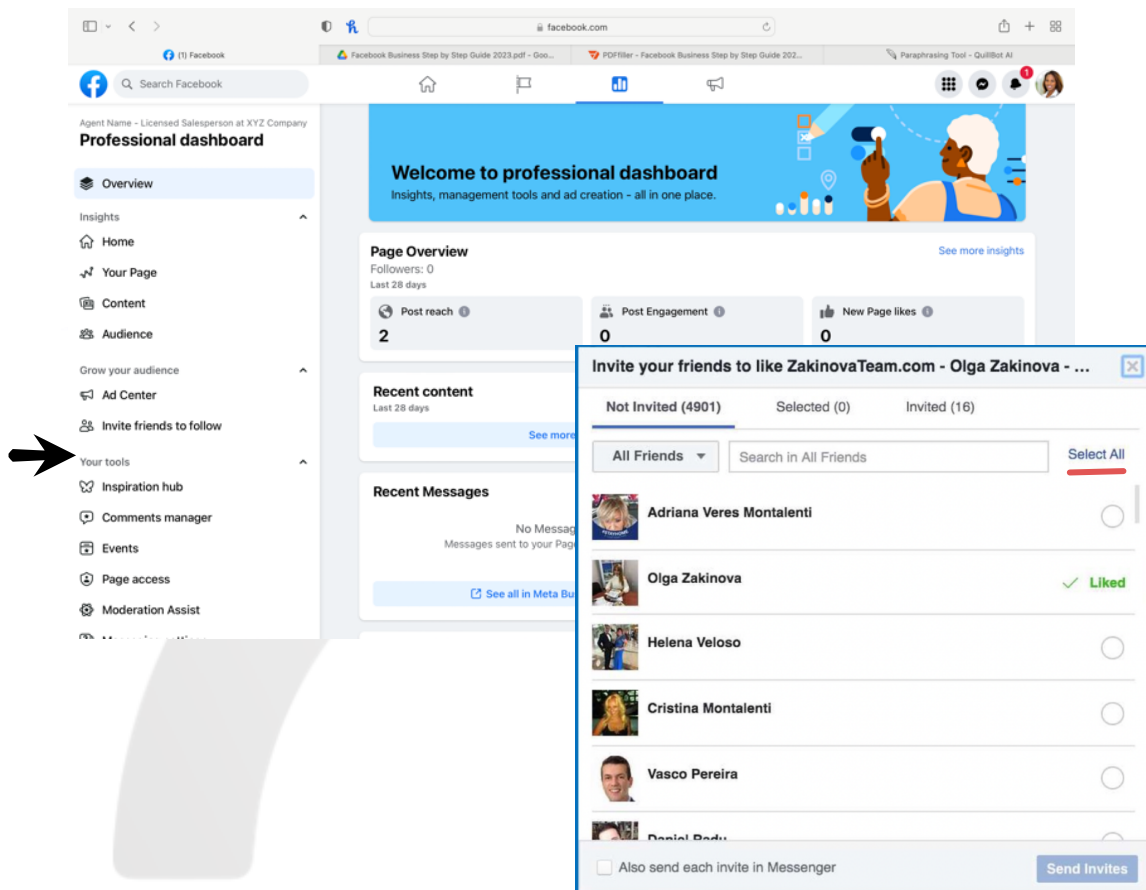 facebook.com
(1) Facebook
Facebook Business Step by Step Guide 2023.pdf - Goo...
PDFfiller - Facebook Business Step by Step Guide 202...
Paraphrasing Tool - QuillBot AI
Search Facebook
1
Agent Name - Licensed Salesperson at XYZ Company
Professional dashboard
Overview
Insights
Home
Your Page
Content
Audience
Grow your audience
Ad Center
Invite friends to follow
Your tools
Inspiration hub
Comments manager
Events
Page access
Moderation Assist
Welcome to professional dashboard
Insights, management tools and ad creation - all in one place.
Page Overview
See more insights
Followers: 0
Last 28 days
Post reach
2
Post Engagement
0
New Page likes
0
Recent content
Last 28 days
See more
Recent Messages
No Messag
Messages sent to your Page
See all in Meta Bu
Invite your friends to like ZakinovaTeam.com - Olga Zakinova - ...
Not Invited (4901)
Selected (0)
Invited (16)
All Friends
Search in All Friends
Select All
Adriana Veres Montalenti
Olga Zakinova
Liked
Helena Veloso
Cristina Montalenti
Vasco Pereira
Daniel Radu
Also send each invite in Messenger
Send Invites